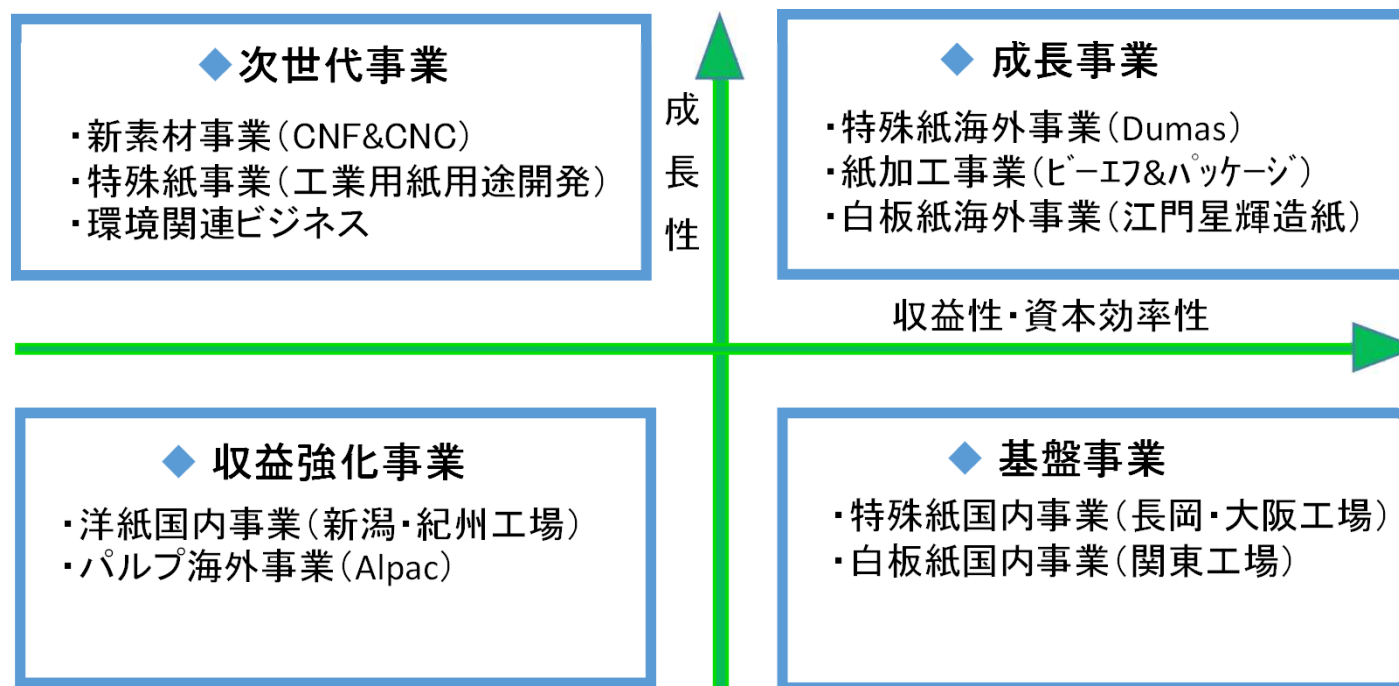 ◆次世代事業
・新素材事業(CNF&CNC)
・特殊紙事業(工業用紙用途開発)
・環境関連ビジネス
成長性
◆ 成長事業
・特殊紙海外事業(Dumas)
・紙加工事業(ﾋﾞｰｴﾌ&ﾊﾟｯｹｰｼﾞ)
・白板紙海外事業(江門星輝造紙)
収益性・資本効率性
◆ 収益強化事業
・洋紙国内事業(新潟・紀州工場)
・パルプ海外事業(Alpac)
◆ 基盤事業
・特殊紙国内事業(長岡・大阪工場)
・白板紙国内事業(関東工場)